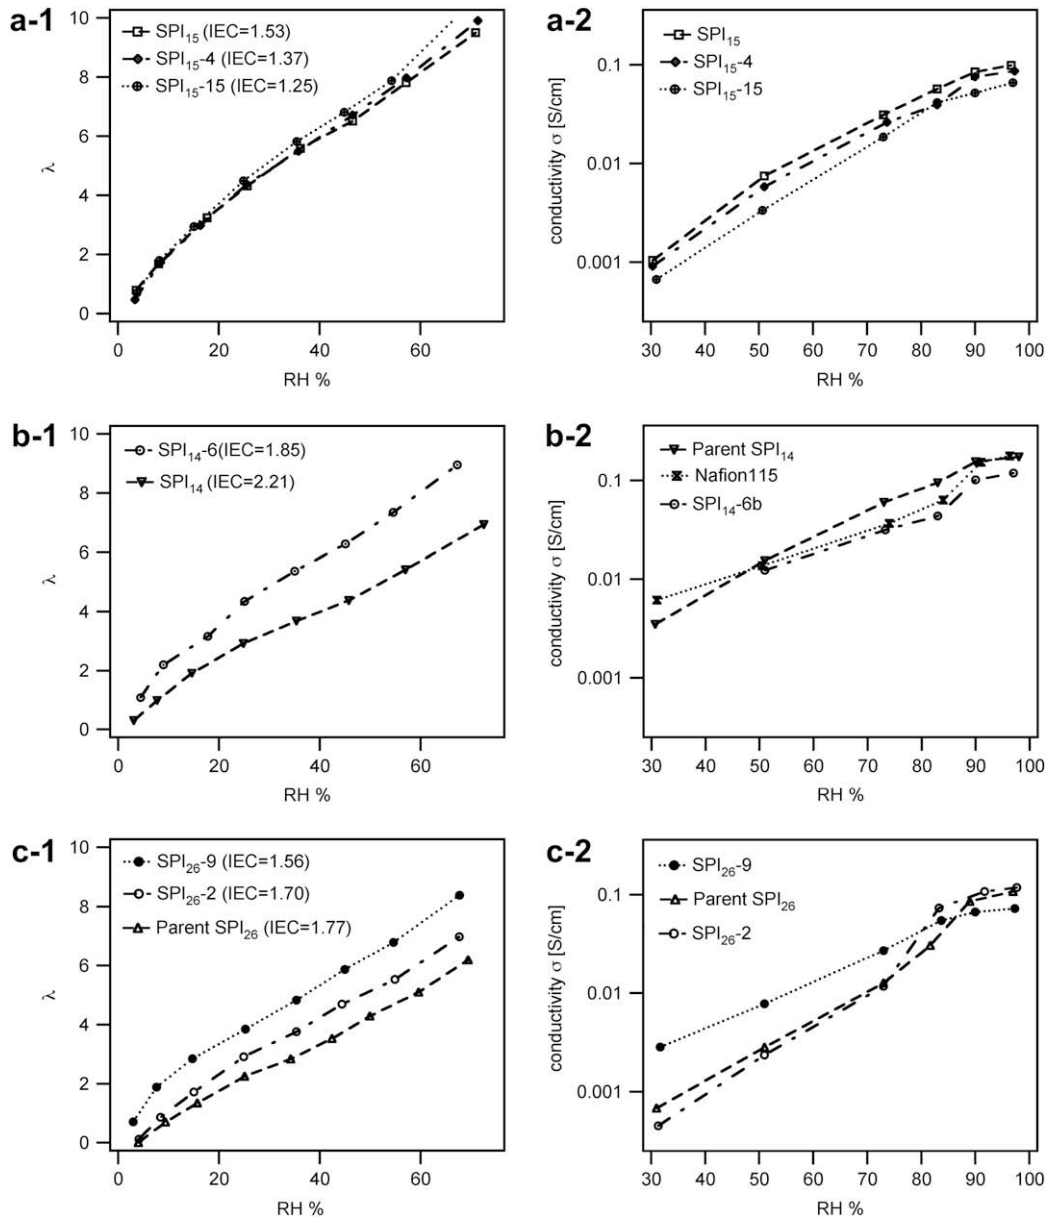 a-1
10
8
6
4
2
0
λ
SPI15 (IEC=1.53)
SPI15-4 (IEC=1.37)
SPI15-15 (IEC=1.25)
0 20 40 60
RH %
a-2
0.1
0.01
0.001
conductivity σ [S/cm]
SPI15
SPI15-4
SPI15-15
30 40 50 60 70 80 90 100
RH %
b-1
10
8
6
4
2
0
λ
SPI14-6(IEC=1.85)
SPI14 (IEC=2.21)
0 20 40 60
RH %
b-2
0.1
0.01
0.001
conductivity σ [S/cm]
Parent SPI14
Nafion115
SPI14-6b
30 40 50 60 70 80 90 100
RH %
c-1
10
8
6
4
2
0
λ
SPI26-9 (IEC=1.56)
SPI26-2 (IEC=1.70)
Parent SPI26 (IEC=1.77)
0 20 40 60
RH %
c-2
0.1
0.01
0.001
conductivity σ [S/cm]
SPI26-9
Parent SPI26
SPI26-2
30 40 50 60 70 80 90 100
RH %